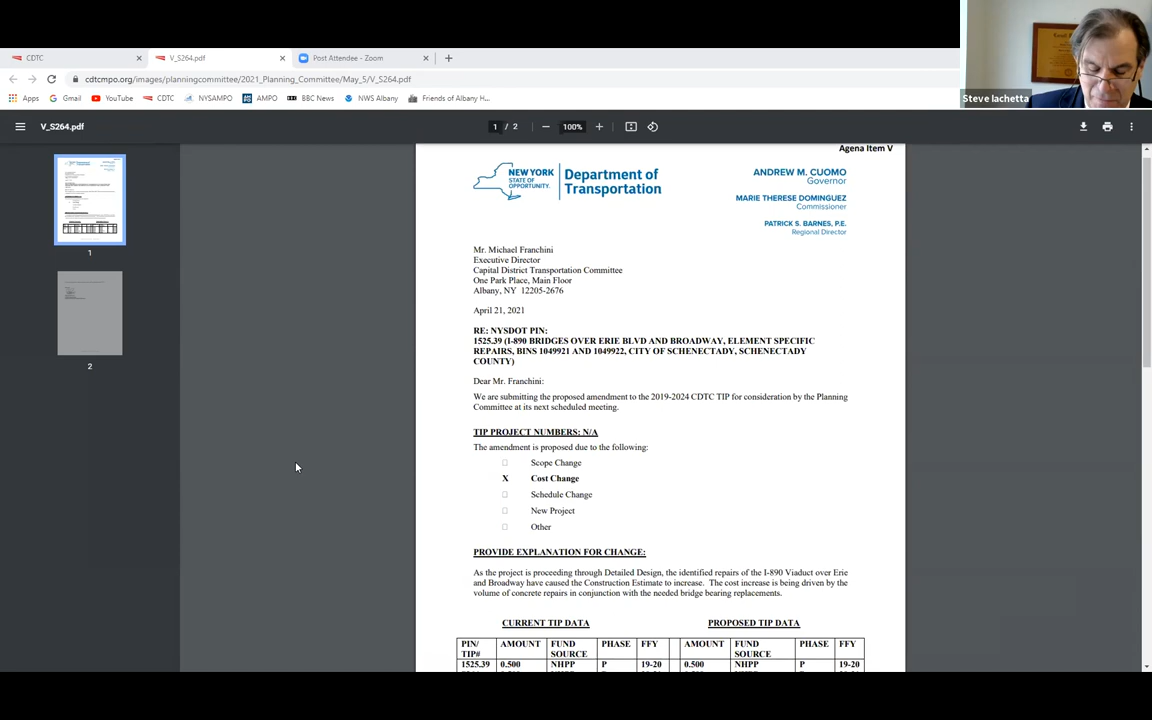 CDTC
V_S264.pdf
Post Attendee - Zoom
cdtcmpo.org/images/planningcommittee/2021_Planning_Committee/May_5/V_S264.pdf
Apps
Gmail
YouTube
CDTC
NYSAMPO
AMPO
BBC News
NWS Albany
Friends of Albany H...
Steve Iachetta
V_S264.pdf
1 / 2
100%
1
2
Agena Item V
NEW YORK
STATE OF
OPPORTUNITY.
Department of
Transportation
ANDREW M. CUOMO
Governor
MARIE THERESE DOMINGUEZ
Commissioner
PATRICK S. BARNES, P.E.
Regional Director
Mr. Michael Franchini
Executive Director
Capital District Transportation Committee
One Park Place, Main Floor
Albany, NY 12205-2676
April 21, 2021
RE: NYSDOT PIN:
1525.39 (I-890 BRIDGES OVER ERIE BLVD AND BROADWAY, ELEMENT SPECIFIC
REPAIRS, BINS 1049921 AND 1049922, CITY OF SCHENECTADY, SCHENECTADY
COUNTY)
Dear Mr. Franchini:
We are submitting the proposed amendment to the 2019-2024 CDTC TIP for consideration by the Planning
Committee at its next scheduled meeting.
TIP PROJECT NUMBERS: N/A
The amendment is proposed due to the following:
Scope Change
X Cost Change
Schedule Change
New Project
Other
PROVIDE EXPLANATION FOR CHANGE:
As the project is proceeding through Detailed Design, the identified repairs of the I-890 Viaduct over Erie
and Broadway have caused the Construction Estimate to increase. The cost increase is being driven by the
volume of concrete repairs in conjunction with the needed bridge bearing replacements.
CURRENT TIP DATA PROPOSED TIP DATA
PIN/ AMOUNT FUND PHASE FFY AMOUNT FUND PHASE FFY
TIP# SOURCE SOURCE
1525.39 0.500 NHPP P 19-20 0.500 NHPP P 19-20